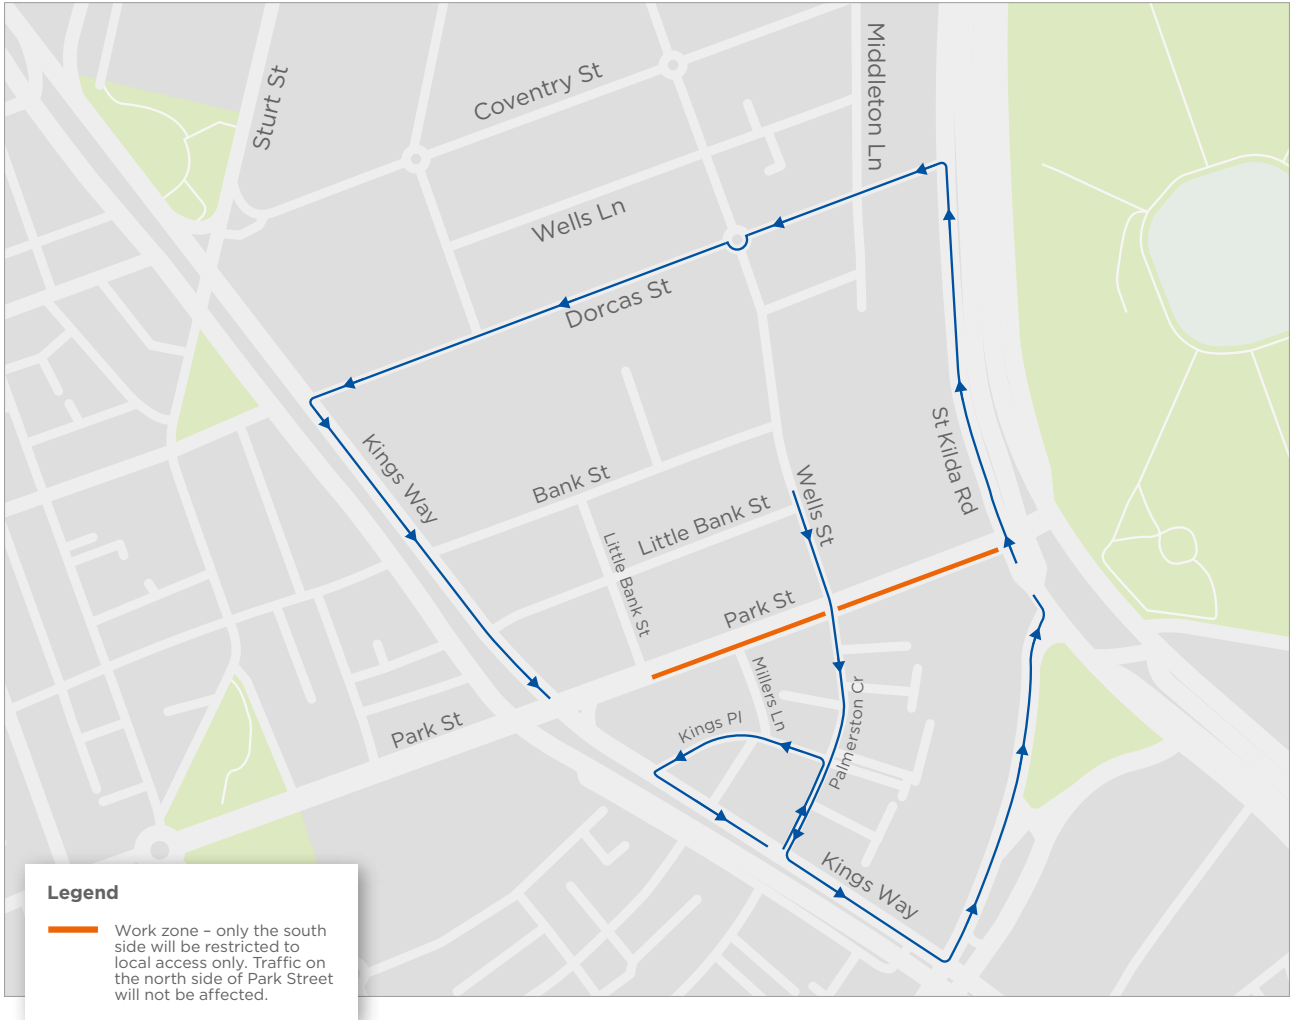 Sturt St
Coventry St
Middleton Ln
Wells Ln
Dorcas St
Kings Way
Bank St
Little Bank St
Little Bank St
Wells St
St Kilda Rd
Park St
Park St
Millers Ln
Kings Pl
Palmerston Cr
Kings Way
Legend
Work zone – only the south
side will be restricted to
local access only. Traffic on
the north side of Park Street
will not be affected.